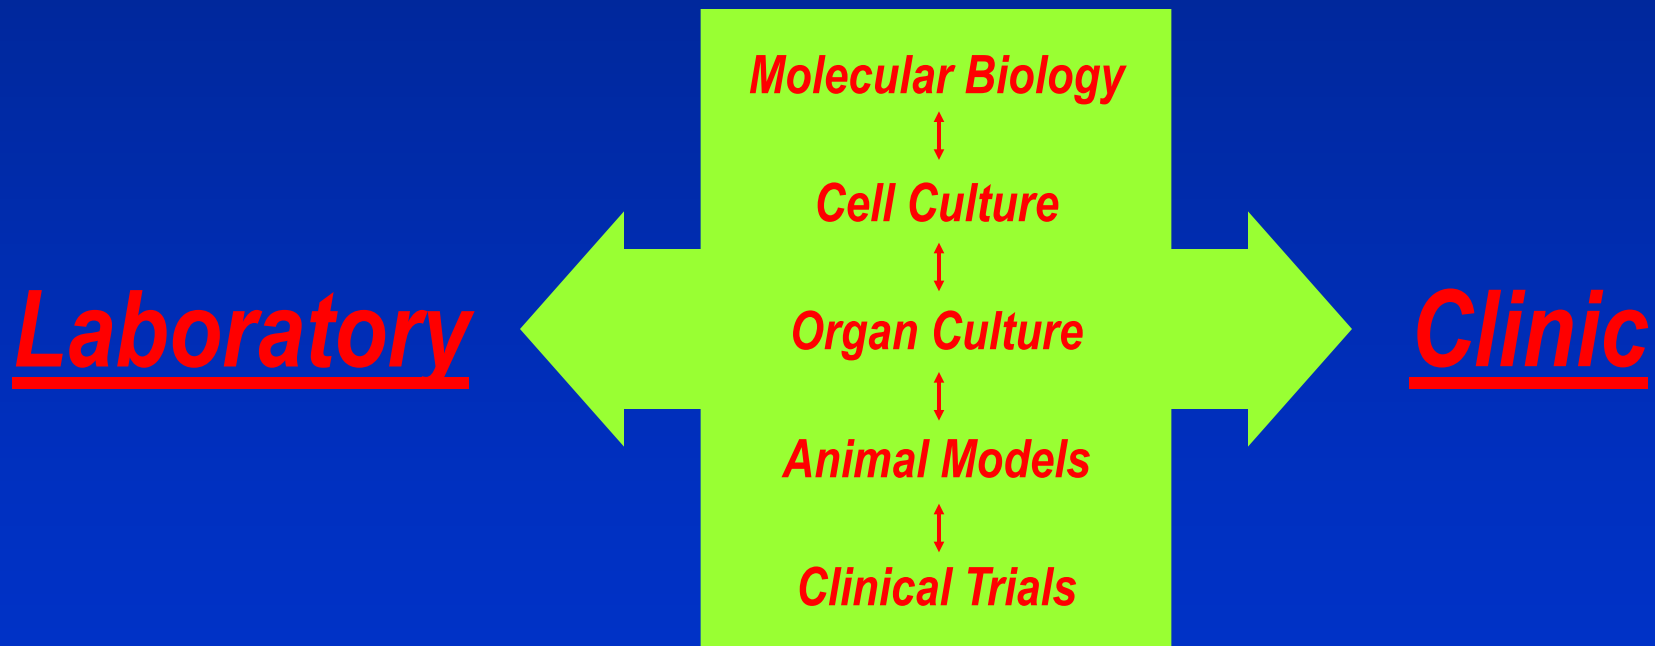 Molecular Biology
Cell Culture
Laboratory
Organ Culture
Clinic
Animal Models
Clinical Trials